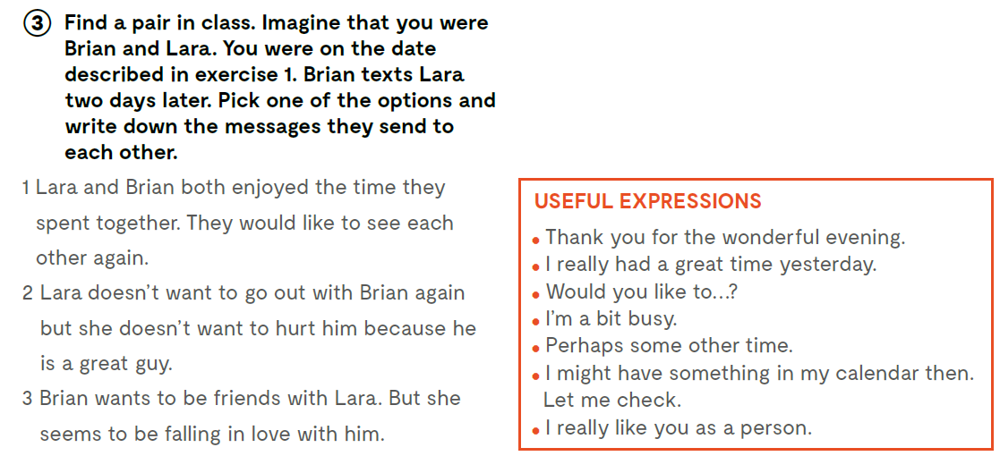 3 Find a pair in class. Imagine that you were
Brian and Lara. You were on the date
described in exercise 1. Brian texts Lara
two days later. Pick one of the options and
write down the messages they send to
each other.
1 Lara and Brian both enjoyed the time they
spent together. They would like to see each
other again.
2 Lara doesn't want to go out with Brian again
but she doesn't want to hurt him because he
is a great guy.
3 Brian wants to be friends with Lara. But she
seems to be falling in love with him.
USEFUL EXPRESSIONS
• Thank you for the wonderful evening.
• I really had a great time yesterday.
• Would you like to...?
• I'm a bit busy.
• Perhaps some other time.
• I might have something in my calendar then.
Let me check.
• I really like you as a person.